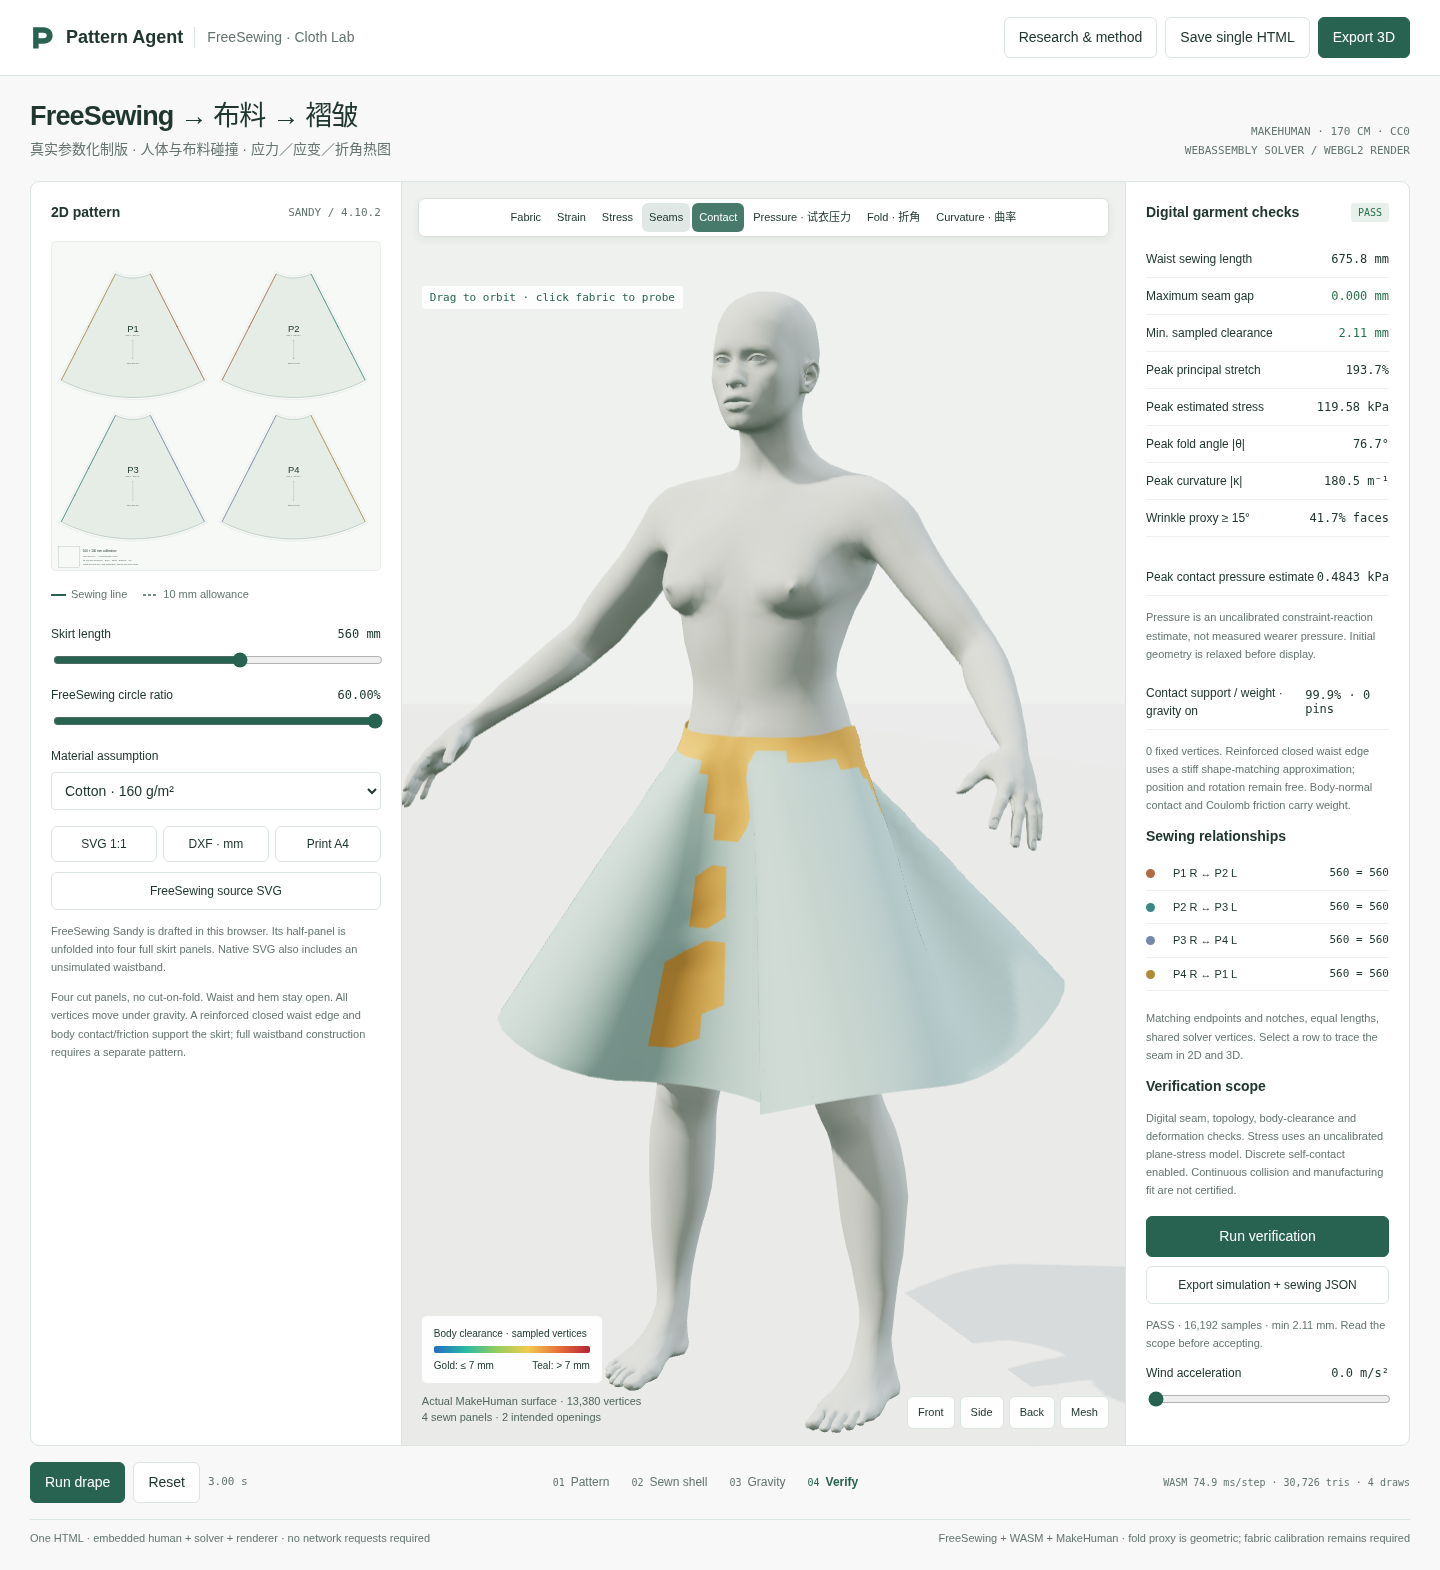 Pattern Agent
FreeSewing · Cloth Lab
Research & method
Save single HTML
Export 3D
FreeSewing → 布料 → 褶皱
真实参数化制版 · 人体与布料碰撞 · 应力／应变／折角热图
MAKEHUMAN · 170 CM · CC0
WEBASSEMBLY SOLVER / WEBGL2 RENDER
2D pattern
SANDY / 4.10.2
P1
P2
P3
P4
Sewing line
10 mm allowance
Skirt length
560 mm
FreeSewing circle ratio
60.00%
Material assumption
Cotton · 160 g/m²
SVG 1:1
DXF · mm
Print A4
FreeSewing source SVG
FreeSewing Sandy is drafted in this browser. Its half-panel is
unfolded into four full skirt panels. Native SVG also includes an
unsimulated waistband.
Four cut panels, no cut-on-fold. Waist and hem stay open. All
vertices move under gravity. A reinforced closed waist edge and
body contact/friction support the skirt; full waistband construction
requires a separate pattern.
Fabric
Strain
Stress
Seams
Contact
Pressure · 试衣压力
Fold · 折角
Curvature · 曲率
Drag to orbit · click fabric to probe
Body clearance · sampled vertices
Gold: ≤ 7 mm
Teal: > 7 mm
Actual MakeHuman surface · 13,380 vertices
4 sewn panels · 2 intended openings
Front
Side
Back
Mesh
Digital garment checks
PASS
Waist sewing length
675.8 mm
Maximum seam gap
0.000 mm
Min. sampled clearance
2.11 mm
Peak principal stretch
193.7%
Peak estimated stress
119.58 kPa
Peak fold angle |θ|
76.7°
Peak curvature |κ|
180.5 m⁻¹
Wrinkle proxy ≥ 15°
41.7% faces
Peak contact pressure estimate
0.4843 kPa
Pressure is an uncalibrated constraint-reaction
estimate, not measured wearer pressure. Initial
geometry is relaxed before display.
Contact support / weight ·
gravity on
99.9% · 0
pins
0 fixed vertices. Reinforced closed waist edge
uses a stiff shape-matching approximation;
position and rotation remain free. Body-normal
contact and Coulomb friction carry weight.
Sewing relationships
P1 R ↔ P2 L
560 = 560
P2 R ↔ P3 L
560 = 560
P3 R ↔ P4 L
560 = 560
P4 R ↔ P1 L
560 = 560
Matching endpoints and notches, equal lengths,
shared solver vertices. Select a row to trace the
seam in 2D and 3D.
Verification scope
Digital seam, topology, body-clearance and
deformation checks. Stress uses an uncalibrated
plane-stress model. Discrete self-contact
enabled. Continuous collision and manufacturing
fit are not certified.
Run verification
Export simulation + sewing JSON
PASS · 16,192 samples · min 2.11 mm. Read the
scope before accepting.
Wind acceleration
0.0 m/s²
Run drape
Reset
3.00 s
01 Pattern
02 Sewn shell
03 Gravity
04 Verify
WASM 74.9 ms/step · 30,726 tris · 4 draws
One HTML · embedded human + solver + renderer · no network requests required
FreeSewing + WASM + MakeHuman · fold proxy is geometric; fabric calibration remains required